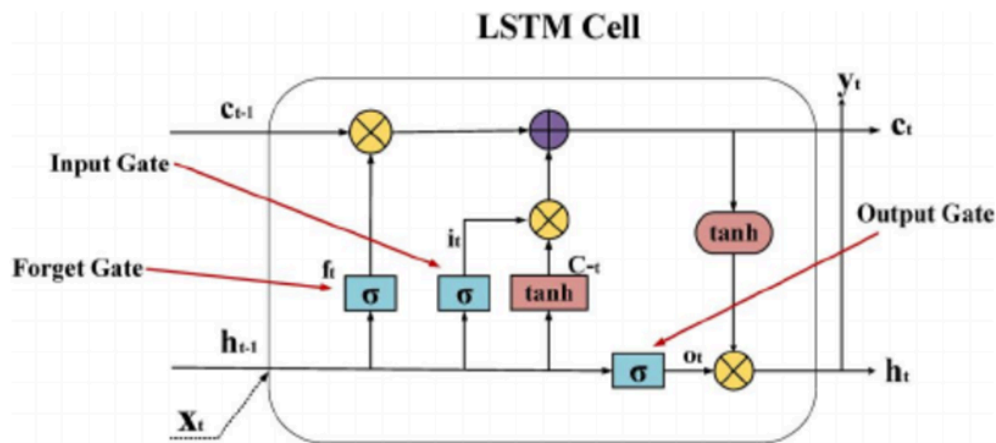 LSTM Cell
yₜ
cₜ₋₁
cₜ
Input Gate
Output Gate
tanh
iₜ
Forget Gate
fₜ
C-ₜ
σ
σ
tanh
hₜ₋₁
σ
oₜ
hₜ
xₜ